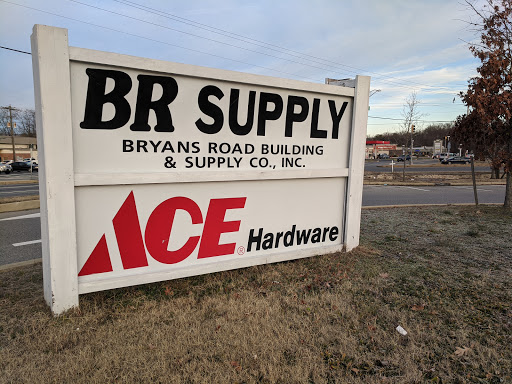 BR SUPPLY
BRYANS ROAD BUILDING
& SUPPLY CO., INC.
ACE® Hardware